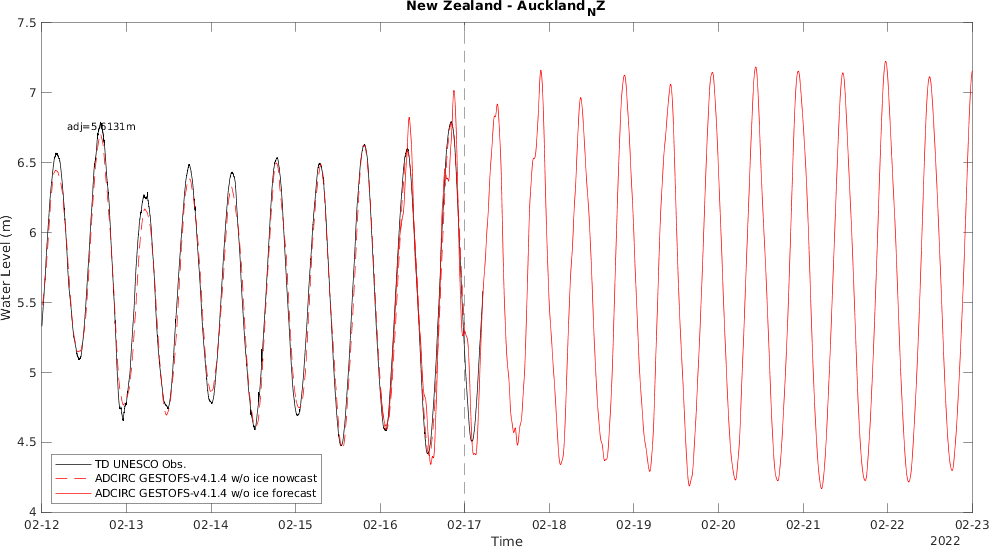 New Zealand - Auckland_NZ
7.5
7
6.5
6
5.5
5
4.5
4
Water Level (m)
adj=5.6131m
TD UNESCO Obs.
ADCIRC GESTOFS-v4.1.4 w/o ice nowcast
ADCIRC GESTOFS-v4.1.4 w/o ice forecast
02-12 02-13 02-14 02-15 02-16 02-17 02-18 02-19 02-20 02-21 02-22 02-23
Time
2022